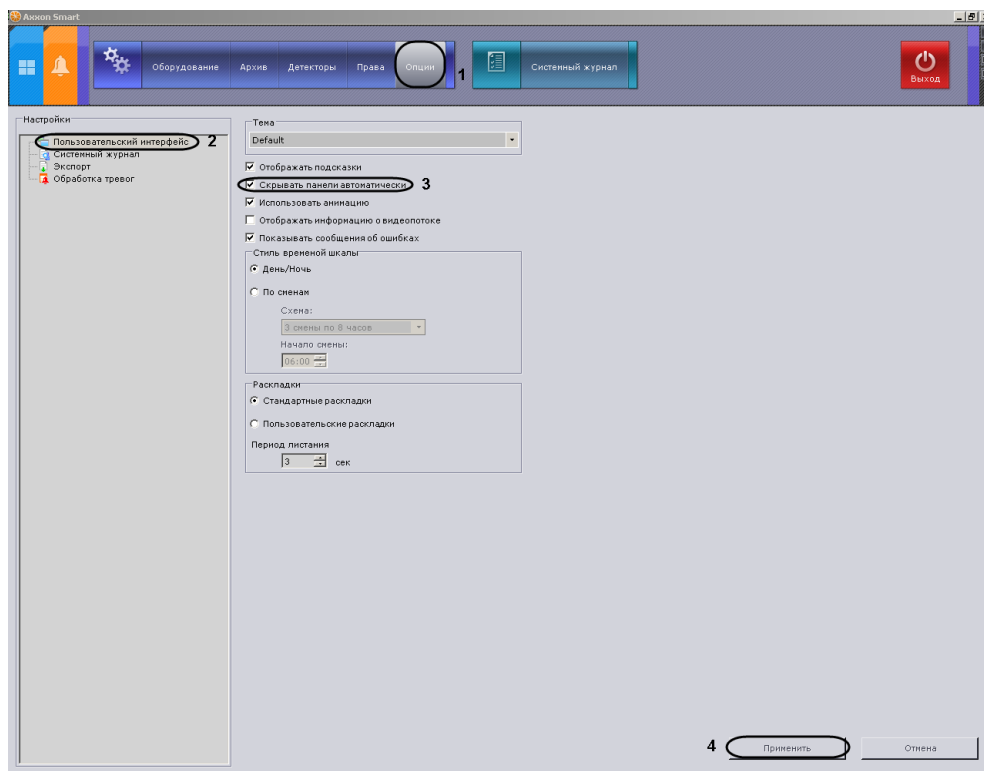 Акхоп Smart
Оборудование Архив Детекторы Права Опции 1 Системный журнал Выход
Настройки
Пользовательский интерфейс 2
Системный журнал
Экспорт
Обработка тревог
Тема
Default
Отображать подсказки
Скрывать панели автоматически 3
Использовать анимацию
Отображать информацию о видеопотоке
Показывать сообщения об ошибках
Стиль временой шкалы
День/Ночь
По сменам
Схема:
3 смены по 8 часов
Начало смены:
06:00
Раскладки
Стандартные раскладки
Пользовательские раскладки
Период листания
3 сек
4 Применить Отмена